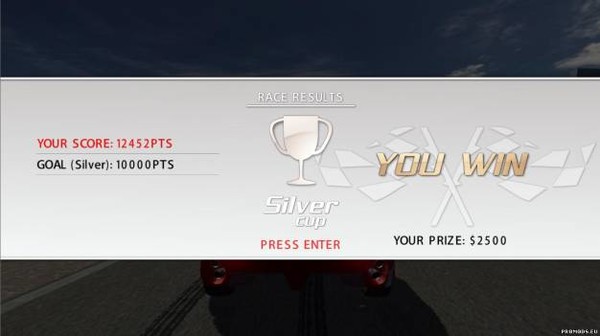 RACE RESULTS
YOUR SCORE: 12452PTS
GOAL (Silver): 10000PTS
YOU WIN
Silver
cup
PRESS ENTER
YOUR PRIZE: $2500
PROMODS.EU